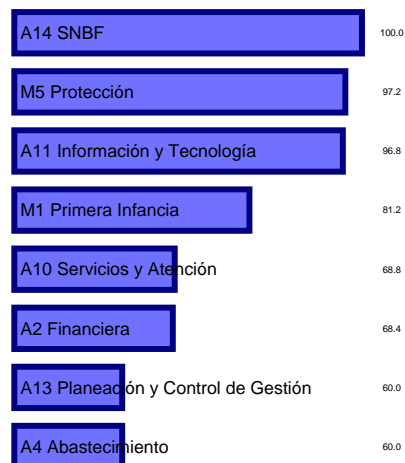 A14 SNBF 100.0
M5 Protección 97.2
A11 Información y Tecnología 96.8
M1 Primera Infancia 81.2
A10 Servicios y Atención 68.8
A2 Financiera 68.4
A13 Planeación y Control de Gestión 60.0
A4 Abastecimiento 60.0